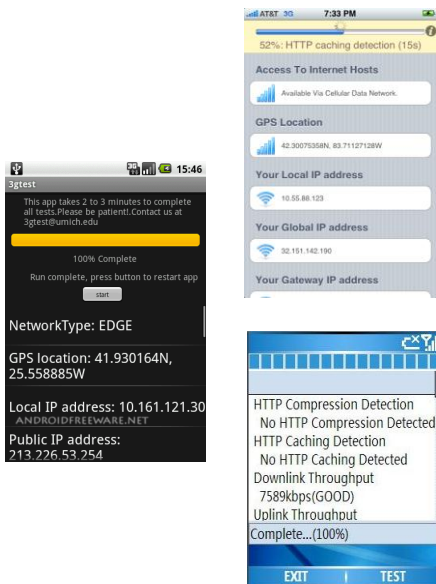 15:46
3gtest
This app takes 2 to 3 minutes to complete
all tests.Please be patient!.Contact us at
3gtest@umich.edu
100% Complete
Run complete, press button to restart app
start
NetworkType: EDGE
GPS location: 41.930164N,
25.558885W
Local IP address: 10.161.121.30
ANDROIDFREEWARE.NET
Public IP address:
213.226.53.254
AT&T 3G 7:33 PM
52%: HTTP caching detection (15s)
Access To Internet Hosts
Available Via Cellular Data Network.
GPS Location
42.30075358N, 83.71127128W
Your Local IP address
10.55.88.123
Your Global IP address
32.151.142.190
Your Gateway IP address
HTTP Compression Detection
No HTTP Compression Detected
HTTP Caching Detection
No HTTP Caching Detected
Downlink Throughput
7589kbps(GOOD)
Uplink Throughput
Complete...(100%)
EXIT TEST